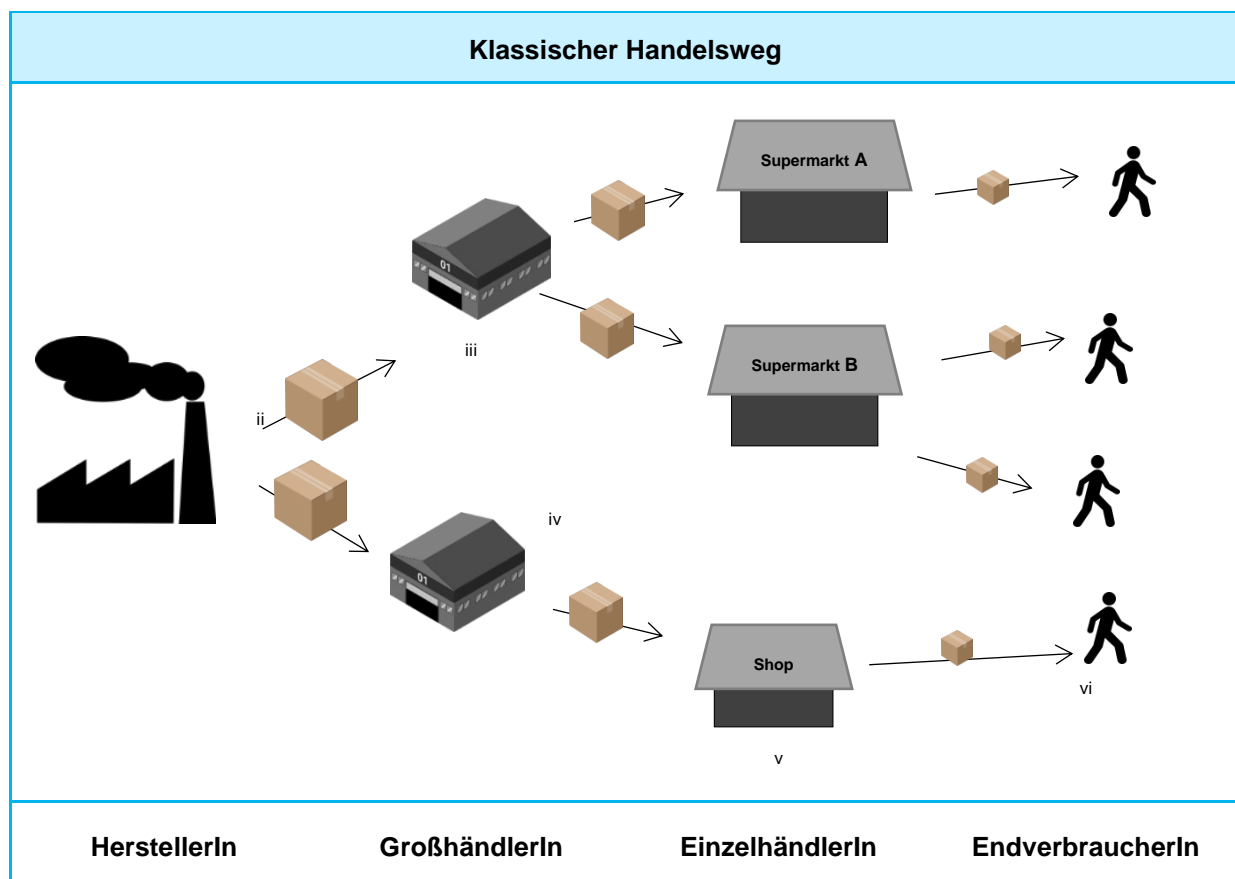 Klassischer Handelsweg
Supermarkt A
01
iii
Supermarkt B
ii
iv
01
Shop
vi
v
HerstellerIn
GroßhändlerIn
EinzelhändlerIn
EndverbraucherIn